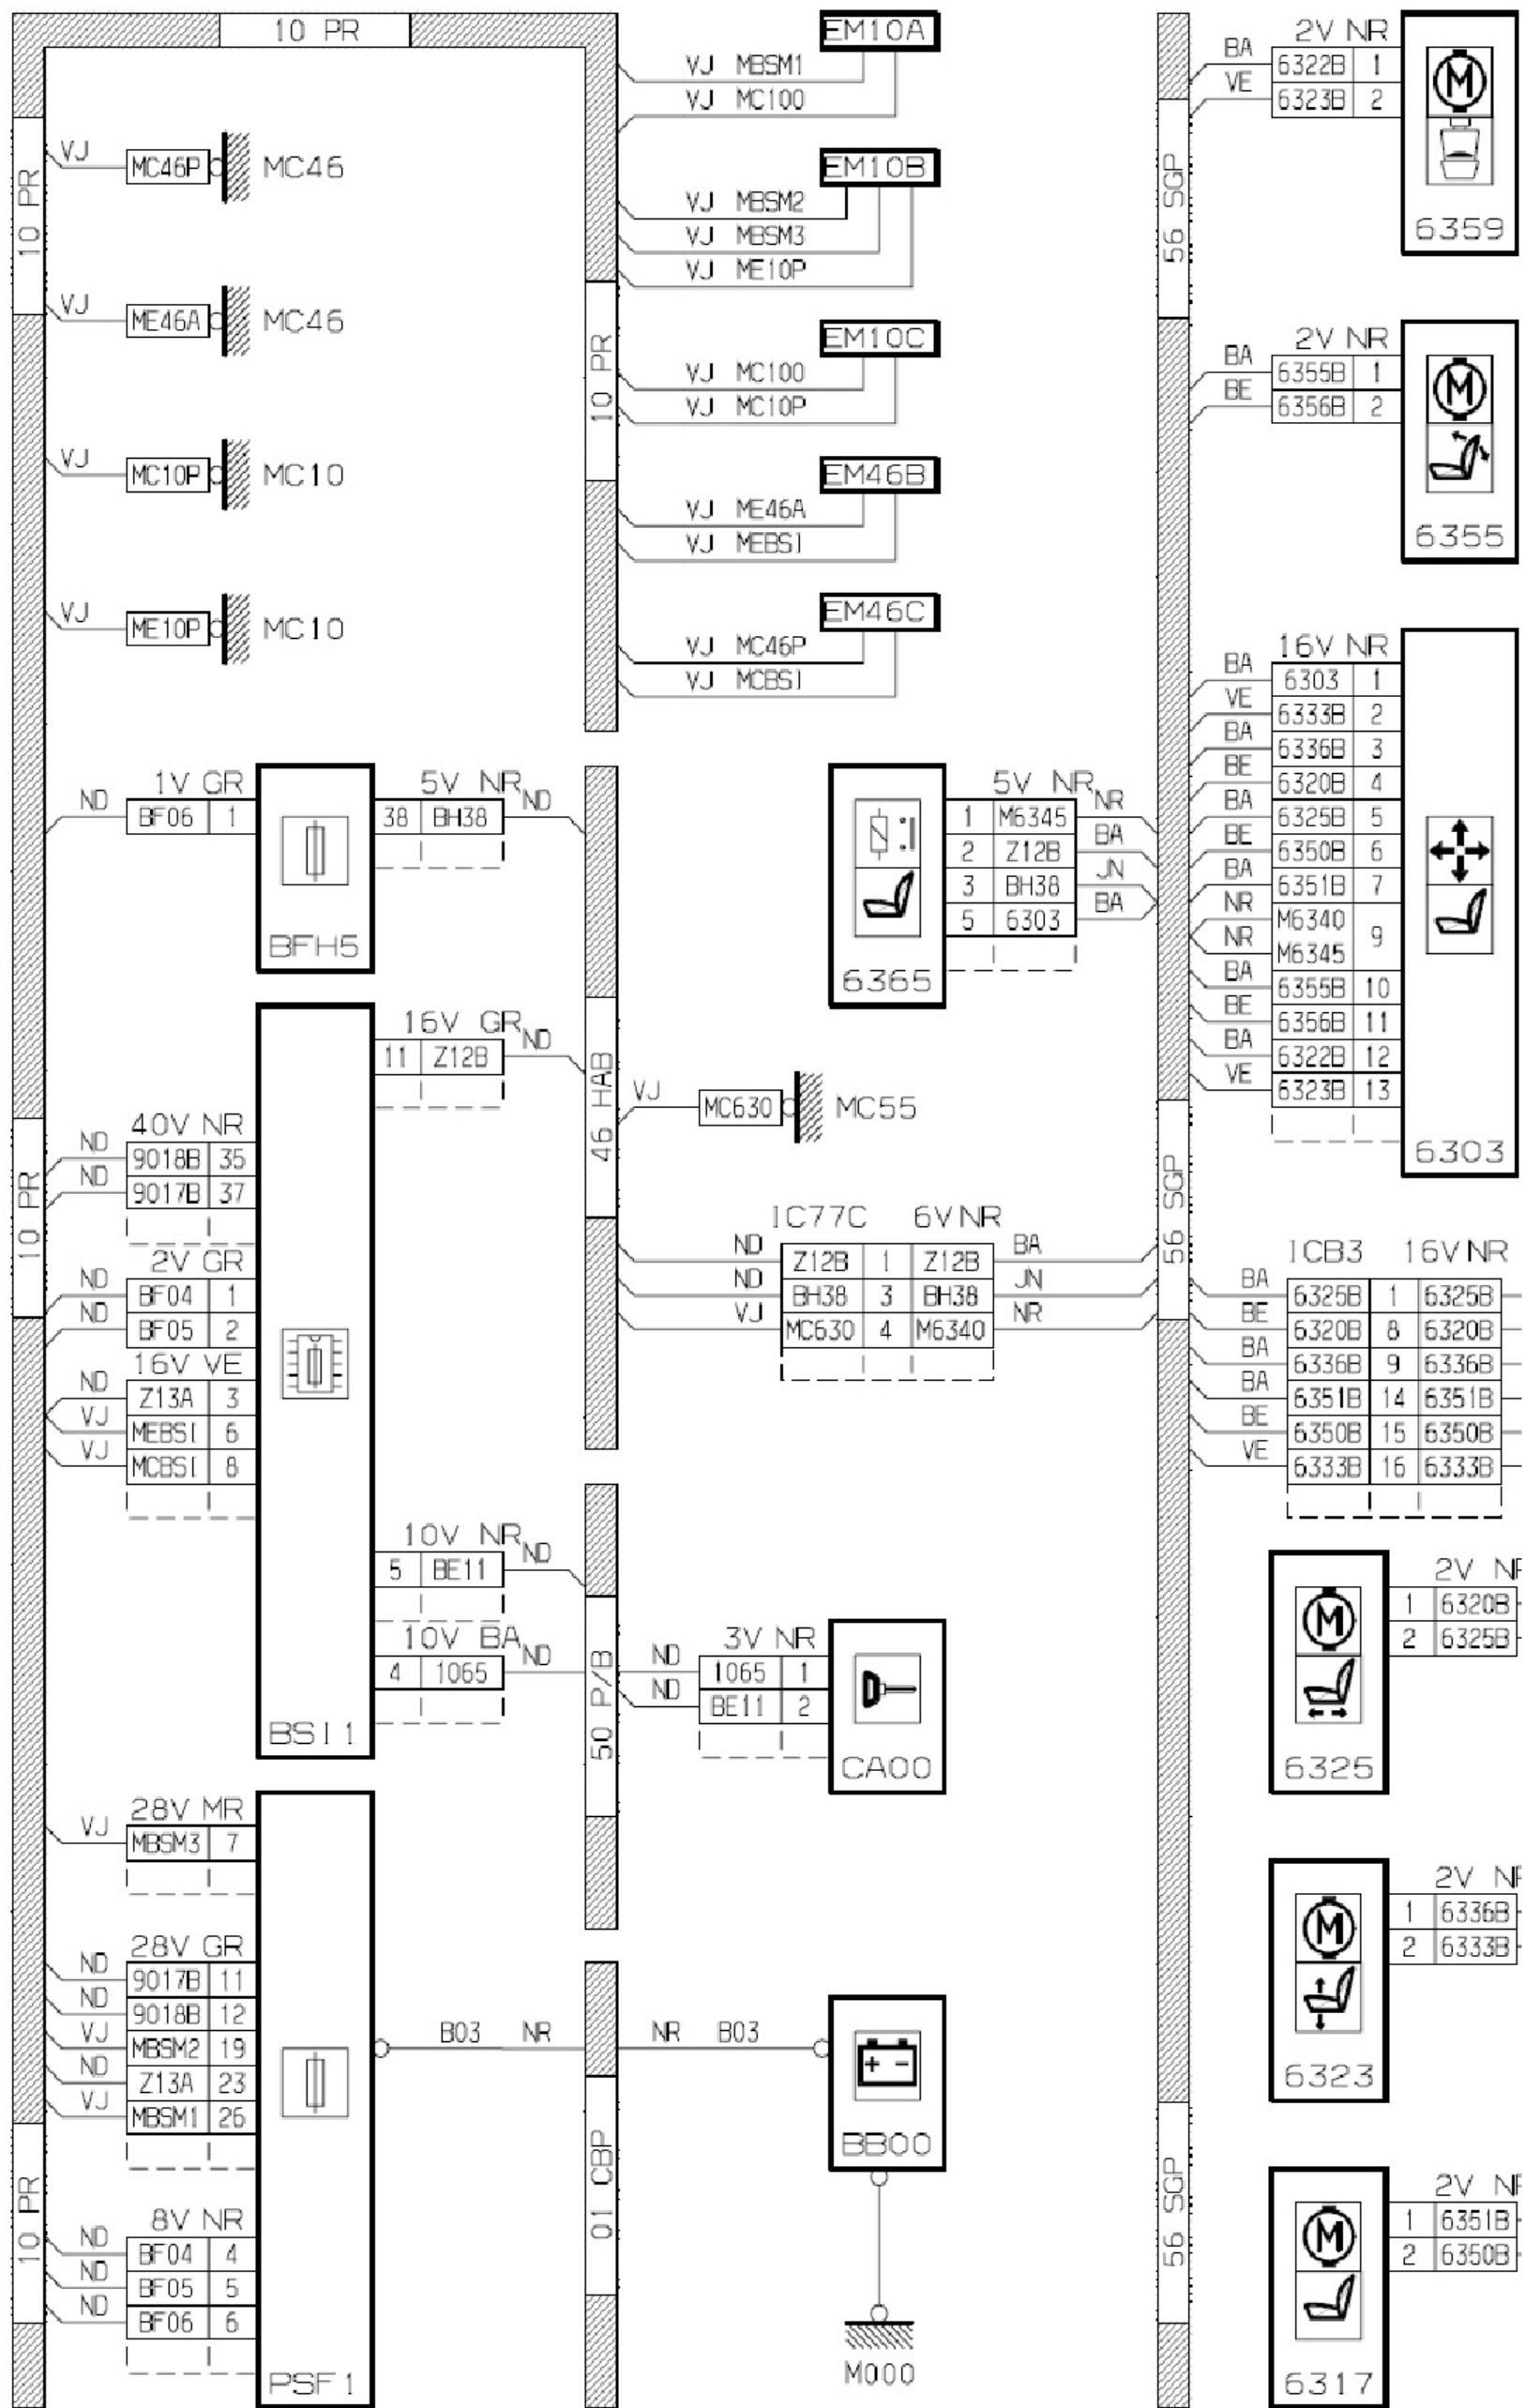 10 PR
10 PR
VJ MC46P MC46
VJ ME46A MC46
VJ MC10P MC10
VJ ME10P MC10
EM10A
VJ MBSM1
VJ MC100
EM10B
VJ MBSM2
VJ MBSM3
VJ ME10P
10 PR
EM10C
VJ MC100
VJ MC10P
EM46B
VJ ME46A
VJ MEBSI
EM46C
VJ MC46P
VJ MCBSI
56 SGP
2V NR
BA 6322B 1
VE 6323B 2
6359
2V NR
BA 6355B 1
BE 6356B 2
6355
16V NR
BA 6303 1
VE 6333B 2
BA 6336B 3
BE 6320B 4
BA 6325B 5
BE 6350B 6
BA 6351B 7
NR M6340 9
NR M6345
BA 6355B 10
BE 6356B 11
BA 6322B 12
VE 6323B 13
6303
1V GR
ND BF06 1
BFH5
5V NR
38 BH38 ND
5V NR
1 M6345 NR
2 Z12B BA
3 BH38 JN
5 6303 BA
6365
16V GR
11 Z12B ND
46 HAB
VJ MC630 MC55
10 PR
40V NR
ND 9018B 35
ND 9017B 37
2V GR
ND BF04 1
ND BF05 2
16V VE
ND Z13A 3
VJ MEBSI 6
VJ MCBSI 8
10V NR
5 BE11 ND
10V BA
4 1065 ND
BSI1
IC77C 6V NR
ND Z12B 1 Z12B BA
ND BH38 3 BH38 JN
VJ MC630 4 M6340 NR
56 SGP
ICB3 16V NR
BA 6325B 1 6325B
BE 6320B 8 6320B
BA 6336B 9 6336B
BA 6351B 14 6351B
BE 6350B 15 6350B
VE 6333B 16 6333B
50 P/B
3V NR
ND 1065 1
ND BE11 2
CA00
2V
1 6320B
2 6325B
6325
28V MR
VJ MBSM3 7
28V GR
ND 9017B 11
ND 9018B 12
VJ MBSM2 19
ND Z13A 23
VJ MBSM1 26
10 PR
8V NR
ND BF04 4
ND BF05 5
ND BF06 6
PSF1
B03 NR
01 CBP
NR B03
BB00
M000
2V
1 6336B
2 6333B
6323
56 SGP
2V
1 6351B
2 6350B
6317